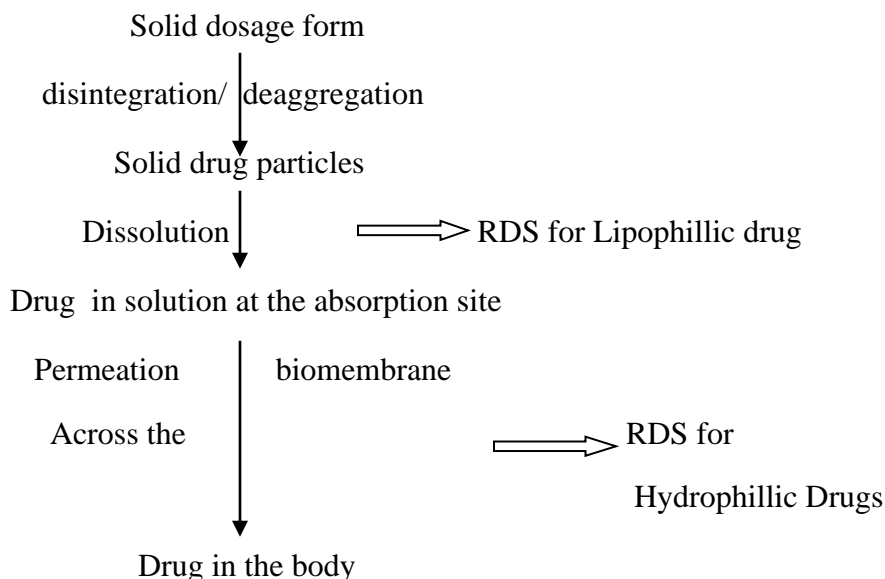 Solid dosage form
disintegration/ deaggregation
Solid drug particles
Dissolution
RDS for Lipophillic drug
Drug in solution at the absorption site
Permeation biomembrane
Across the
RDS for
Hydrophillic Drugs
Drug in the body